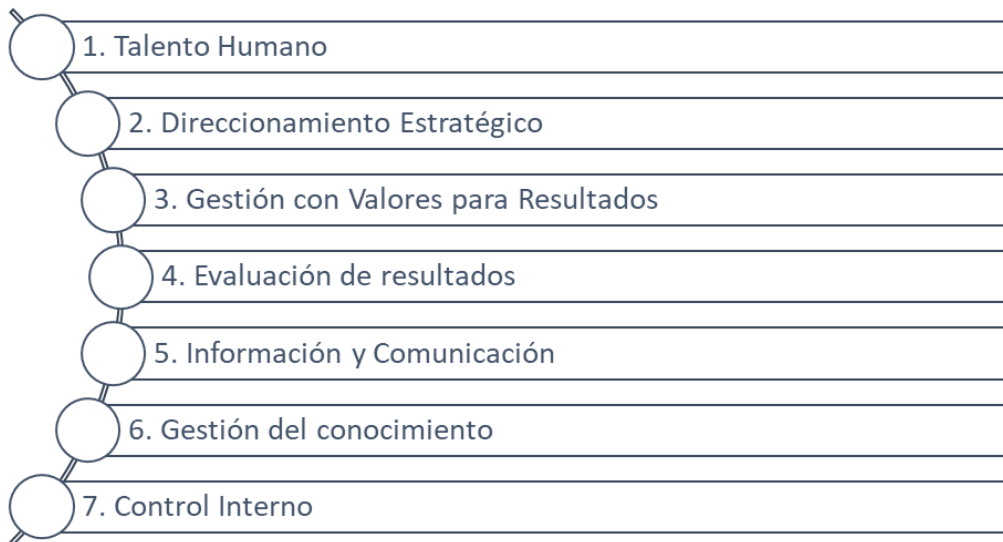 1. Talento Humano
2. Direccionamiento Estratégico
3. Gestión con Valores para Resultados
4. Evaluación de resultados
5. Información y Comunicación
6. Gestión del conocimiento
7. Control Interno